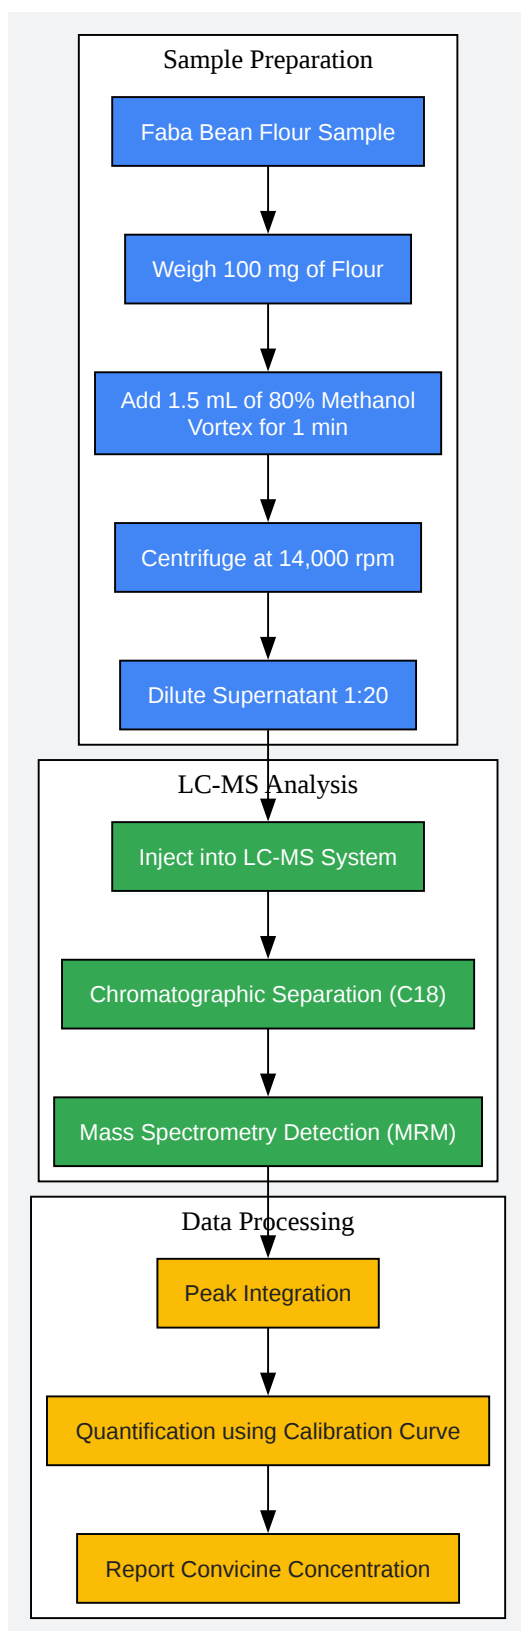 Sample Preparation
Faba Bean Flour Sample
Weigh 100 mg of Flour
Add 1.5 mL of 80% Methanol
Vortex for 1 min
Centrifuge at 14,000 rpm
Dilute Supernatant 1:20
LC-MS Analysis
Inject into LC-MS System
Chromatographic Separation (C18)
Mass Spectrometry Detection (MRM)
Data Processing
Peak Integration
Quantification using Calibration Curve
Report Convicine Concentration